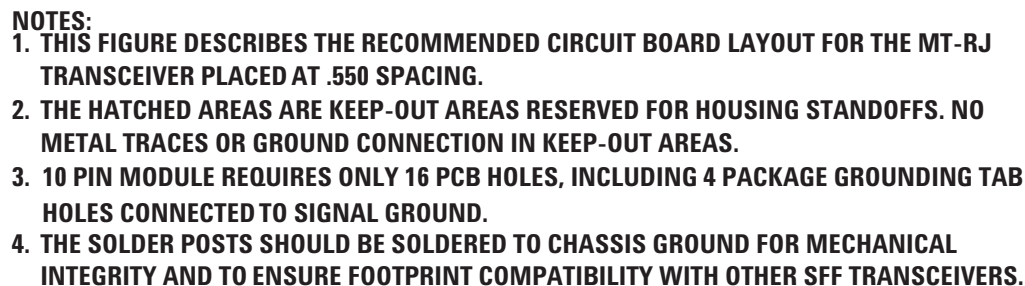 NOTES:
1. THIS FIGURE DESCRIBES THE RECOMMENDED CIRCUIT BOARD LAYOUT FOR THE MT-RJ
TRANSCEIVER PLACED AT .550 SPACING.
2. THE HATCHED AREAS ARE KEEP-OUT AREAS RESERVED FOR HOUSING STANDOFFS. NO
METAL TRACES OR GROUND CONNECTION IN KEEP-OUT AREAS.
3. 10 PIN MODULE REQUIRES ONLY 16 PCB HOLES, INCLUDING 4 PACKAGE GROUNDING TAB
HOLES CONNECTED TO SIGNAL GROUND.
4. THE SOLDER POSTS SHOULD BE SOLDERED TO CHASSIS GROUND FOR MECHANICAL
INTEGRITY AND TO ENSURE FOOTPRINT COMPATIBILITY WITH OTHER SFF TRANSCEIVERS.